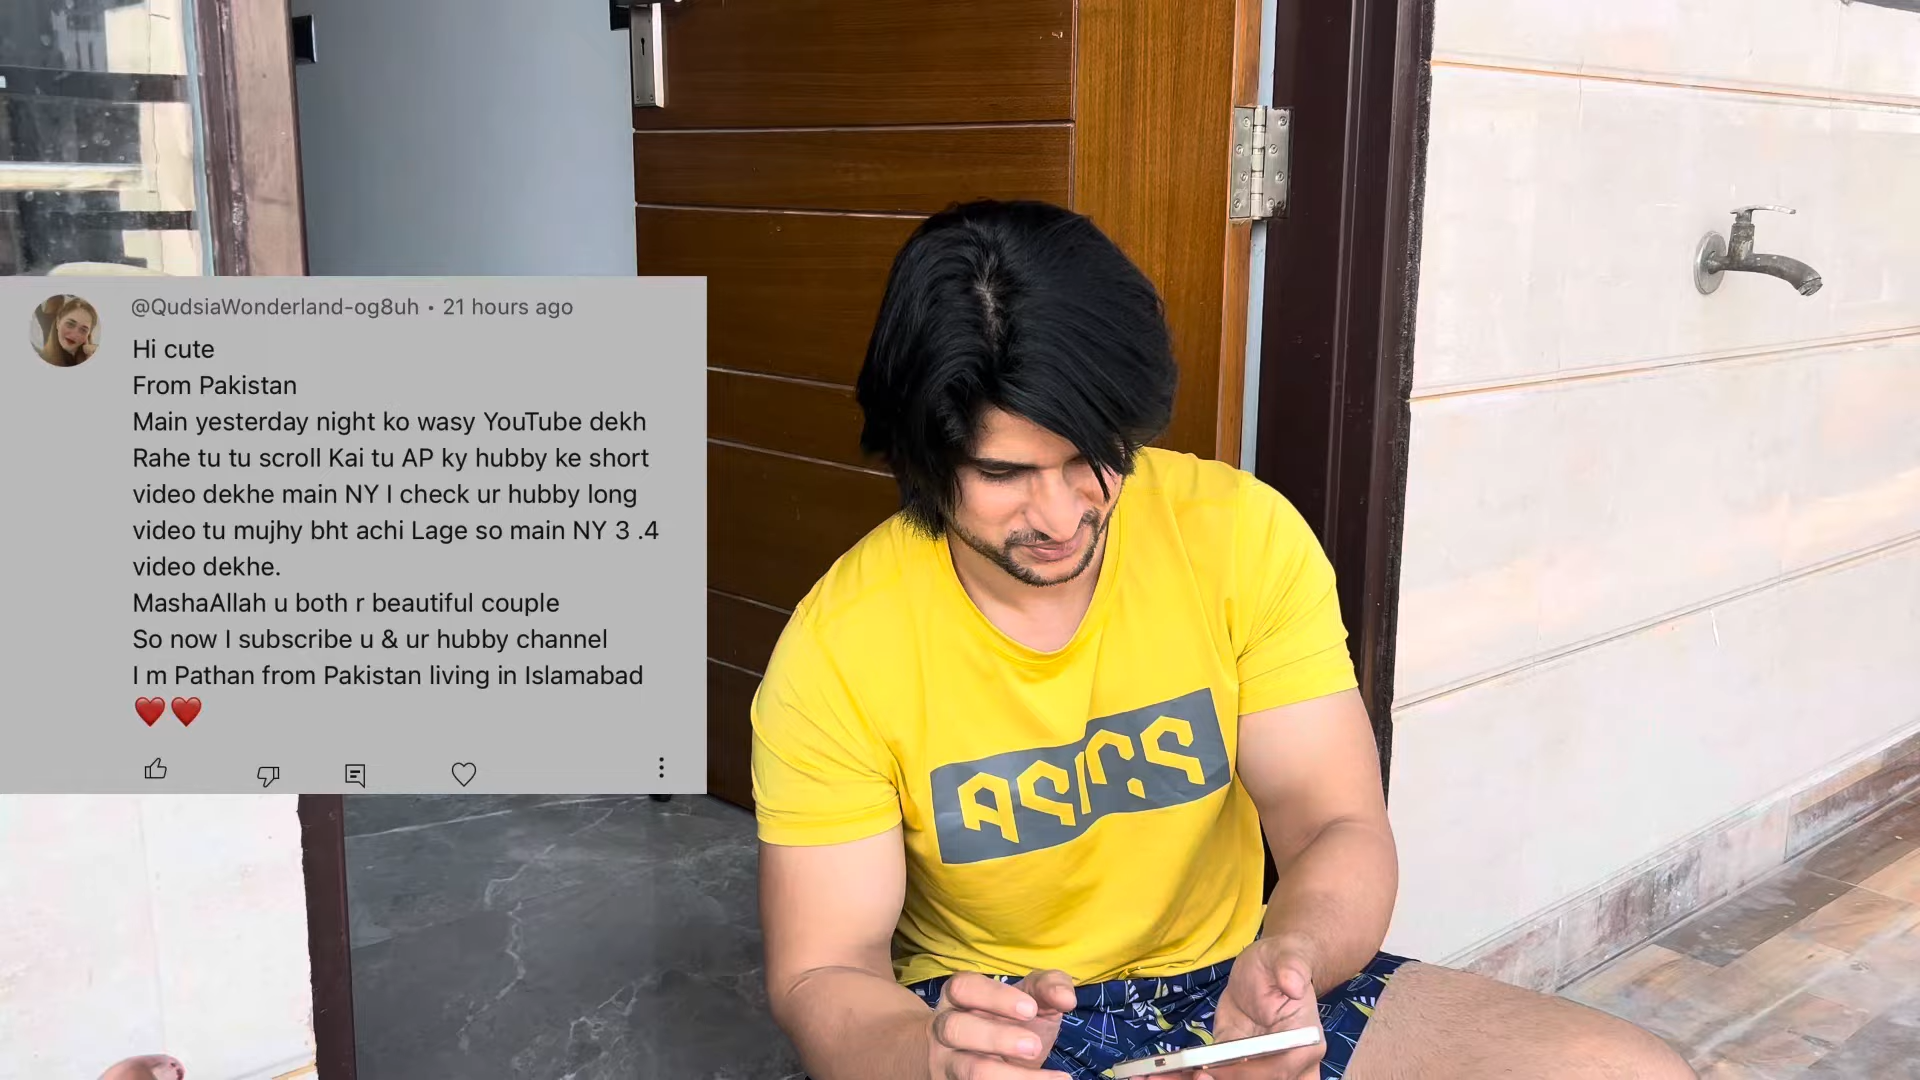 @QudsiaWonderland-og8uh • 21 hours ago
Hi cute
From Pakistan
Main yesterday night ko wasy YouTube dekh
Rahe tu tu scroll Kai tu AP ky hubby ke short
video dekhe main NY I check ur hubby long
video tu mujhy bht achi Lage so main NY 3 .4
video dekhe.
MashaAllah u both r beautiful couple
So now I subscribe u & ur hubby channel
I m Pathan from Pakistan living in Islamabad
❤️❤️
ASICS